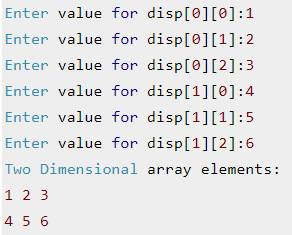 Enter value for disp[0][0]:1
Enter value for disp[0][1]:2
Enter value for disp[0][2]:3
Enter value for disp[1][0]:4
Enter value for disp[1][1]:5
Enter value for disp[1][2]:6
Two Dimensional array elements:
1 2 3
4 5 6